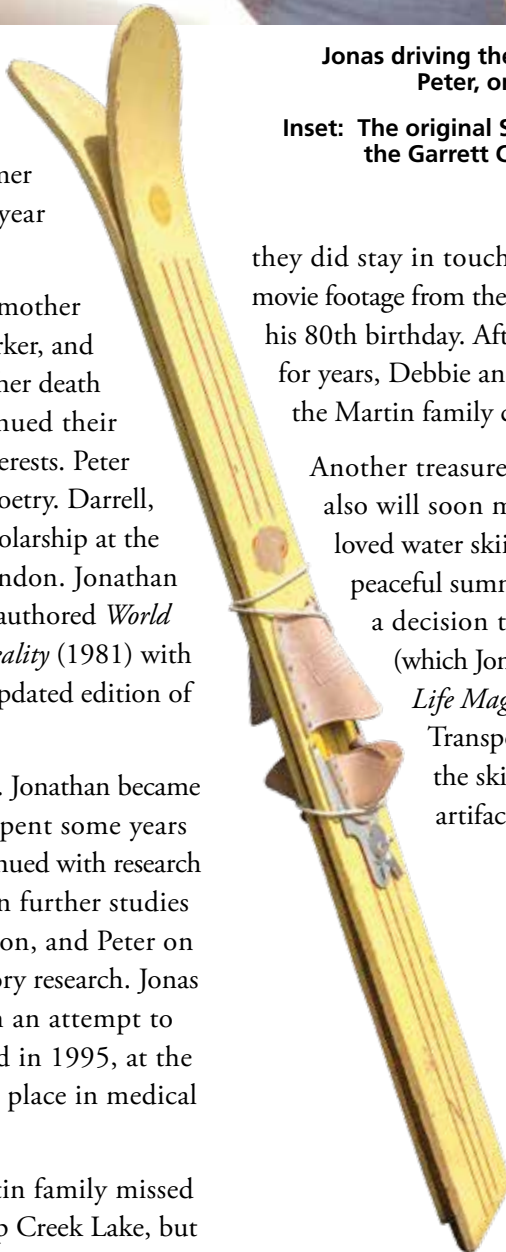 Jonas driving the
Peter, or
Inset: The original S
the Garrett C
ner
year
mother
rker, and
her death
nued their
erests. Peter
oetry. Darrell,
olarship at the
ndon. Jonathan
authored World
eality (1981) with
pdated edition of
. Jonathan became
pent some years
nued with research
n further studies
on, and Peter on
ory research. Jonas
n an attempt to
d in 1995, at the
place in medical
tin family missed
p Creek Lake, but
they did stay in touch
movie footage from the
his 80th birthday. Aft
for years, Debbie an
the Martin family c
Another treasure
also will soon m
loved water skii
peaceful summ
a decision t
(which Jon
Life Mag
Transpo
the ski
artifac